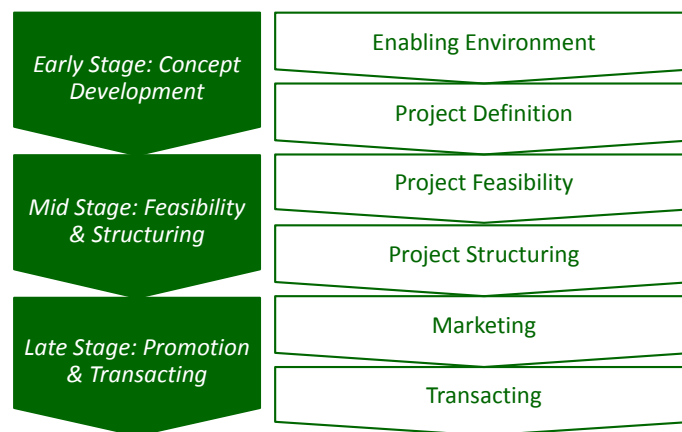 Early Stage: Concept
Development
Enabling Environment
Project Definition
Mid Stage: Feasibility
& Structuring
Project Feasibility
Project Structuring
Late Stage: Promotion
& Transacting
Marketing
Transacting